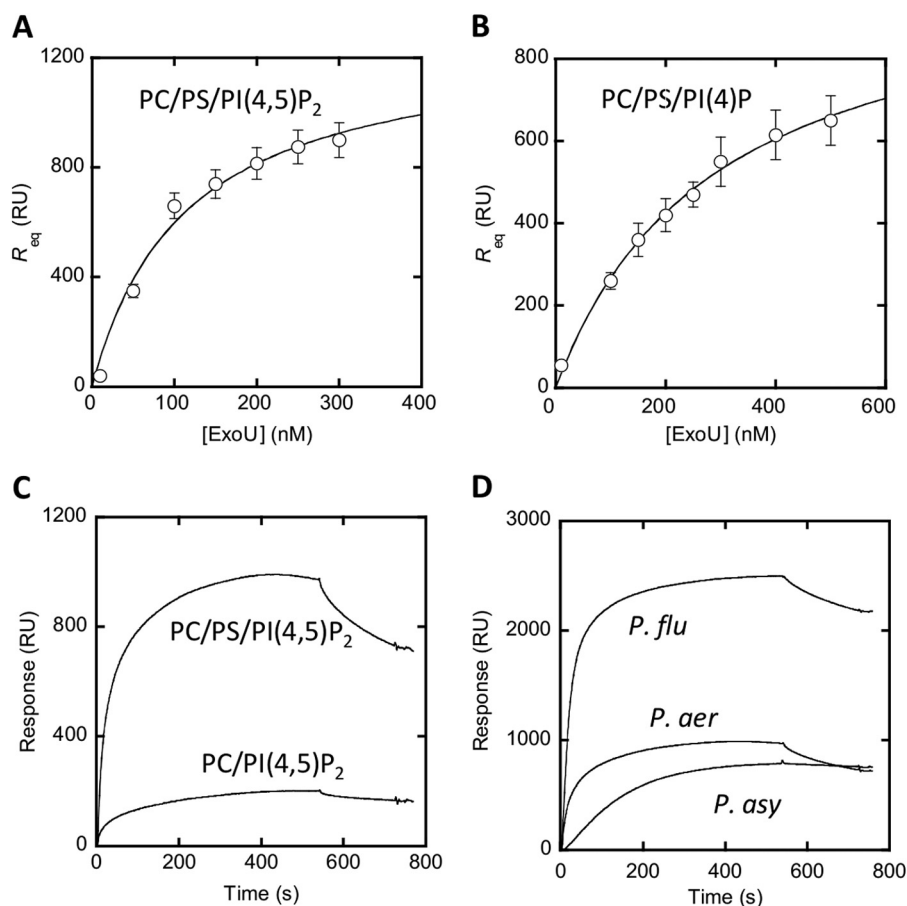 A
1200
800
400
0
R eq (RU)
PC/PS/PI(4,5)P2
0 100 200 300 400
[ExoU] (nM)
B
800
600
400
200
0
R eq (RU)
PC/PS/PI(4)P
0 200 400 600
[ExoU] (nM)
C
1200
800
400
0
Response (RU)
PC/PS/PI(4,5)P2
PC/PI(4,5)P2
0 200 400 600 800
Time (s)
D
3000
2000
1000
0
Response (RU)
P. flu
P. aer
P. asy
0 200 400 600 800
Time (s)